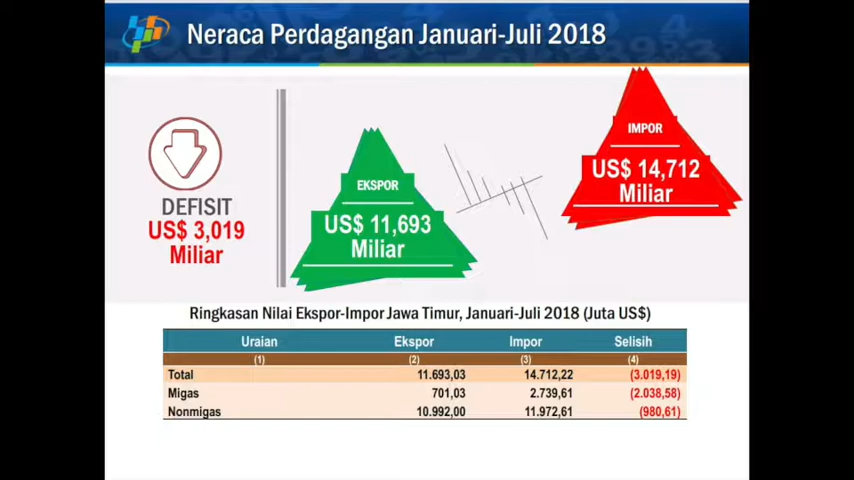 Neraca Perdagangan Januari-Juli 2018
DEFISIT
US$ 3,019
Miliar
EKSPOR
US$ 11,693
Miliar
IMPOR
US$ 14,712
Miliar
Ringkasan Nilai Ekspor-Impor Jawa Timur, Januari-Juli 2018 (Juta US$)
Uraian Ekspor Impor Selisih
(1) (2) (3) (4)
Total 11.693,03 14.712,22 (3.019,19)
Migas 701,03 2.739,61 (2.038,58)
Nonmigas 10.992,00 11.972,61 (980,61)